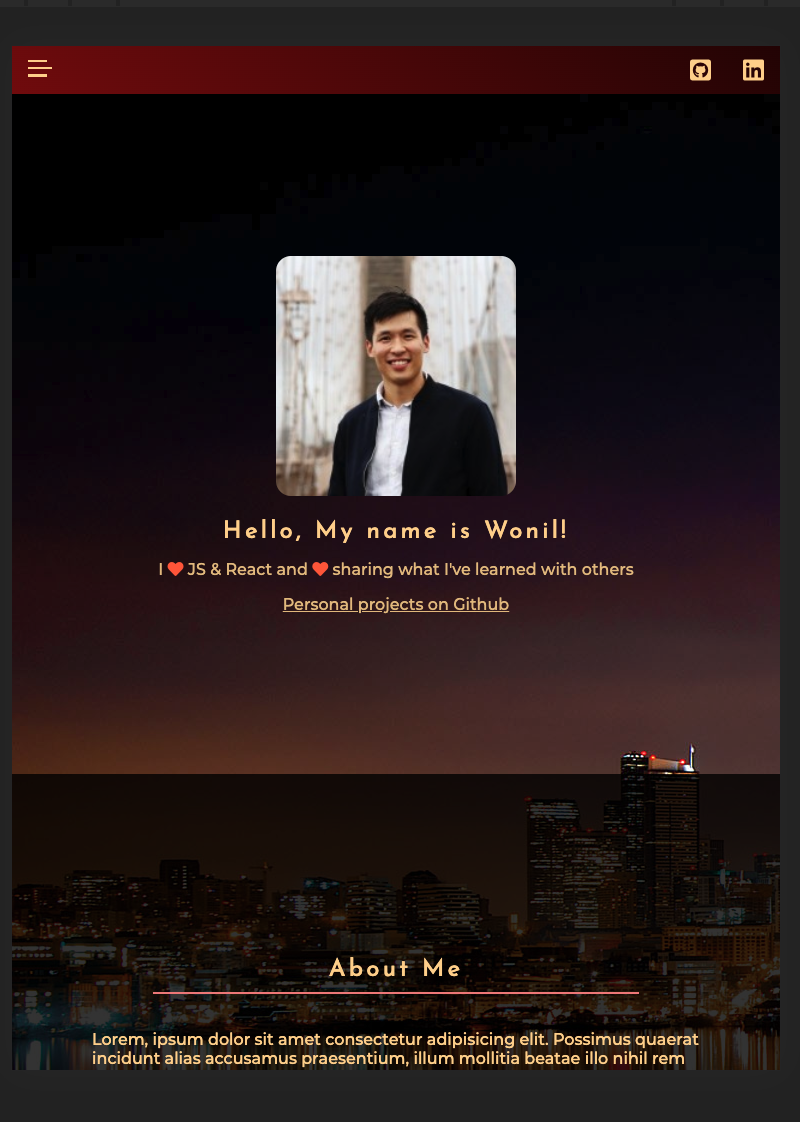 Hello, My name is Wonil!
I ❤ JS & React and ❤ sharing what I've learned with others
Personal projects on Github
About Me
Lorem, ipsum dolor sit amet consectetur adipisicing elit. Possimus quaerat
incidunt alias accusamus praesentium, illum mollitia beatae illo nihil rem